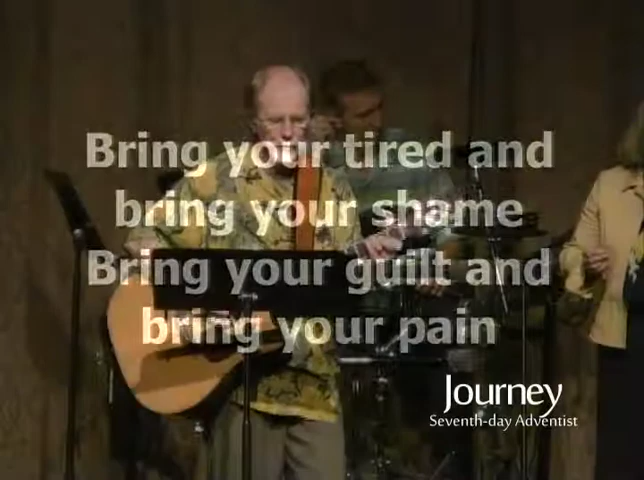 Bring your tired and
bring your shame
Bring your guilt and
bring your pain
Journey
Seventh-day Adventist